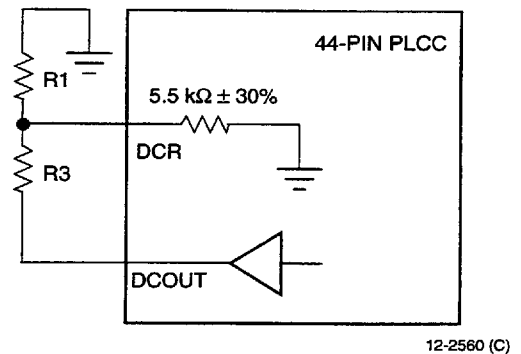 44-PIN PLCC
R1
5.5 kΩ ± 30%
DCR
R3
DCOUT
12-2560 (C)